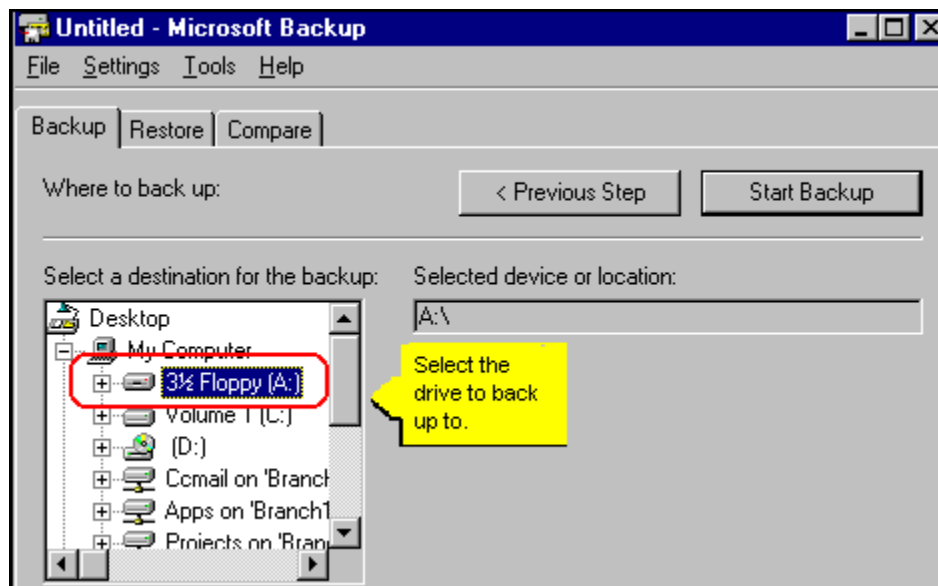 Untitled - Microsoft Backup
File Settings Tools Help
Backup Restore Compare
Where to back up:
< Previous Step
Start Backup
Select a destination for the backup:
Selected device or location:
Desktop
A:\
My Computer
3½ Floppy (A:)
Volume 1 (C:)
(D:)
Ccmail on 'Branch
Apps on 'Branch1
Projects on 'Bran
Select the
drive to back
up to.